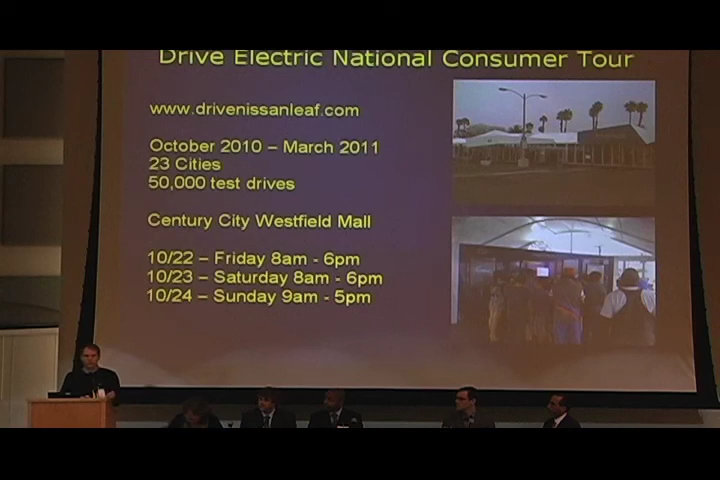 Drive Electric National Consumer Tour
www.drivenissanleaf.com
October 2010 – March 2011
23 Cities
50,000 test drives
Century City Westfield Mall
10/22 – Friday 8am - 6pm
10/23 – Saturday 8am - 6pm
10/24 – Sunday 9am - 5pm